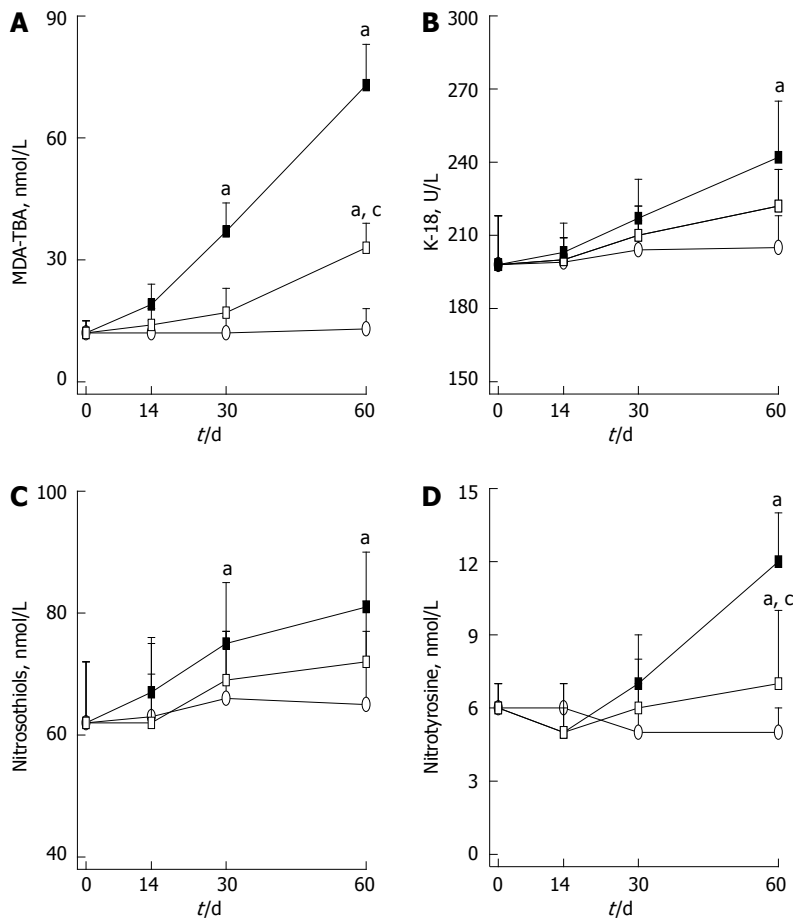 A
MDA-TBA, nmol/L
90
60
30
0
a
a
a, c
0 14 30 60
t/d
B
K-18, U/L
300
270
240
210
180
150
a
0 14 30 60
t/d
C
Nitrosothiols, nmol/L
100
80
60
40
a
a
0 14 30 60
t/d
D
Nitrotyrosine, nmol/L
15
12
9
6
3
0
a
a, c
0 14 30 60
t/d